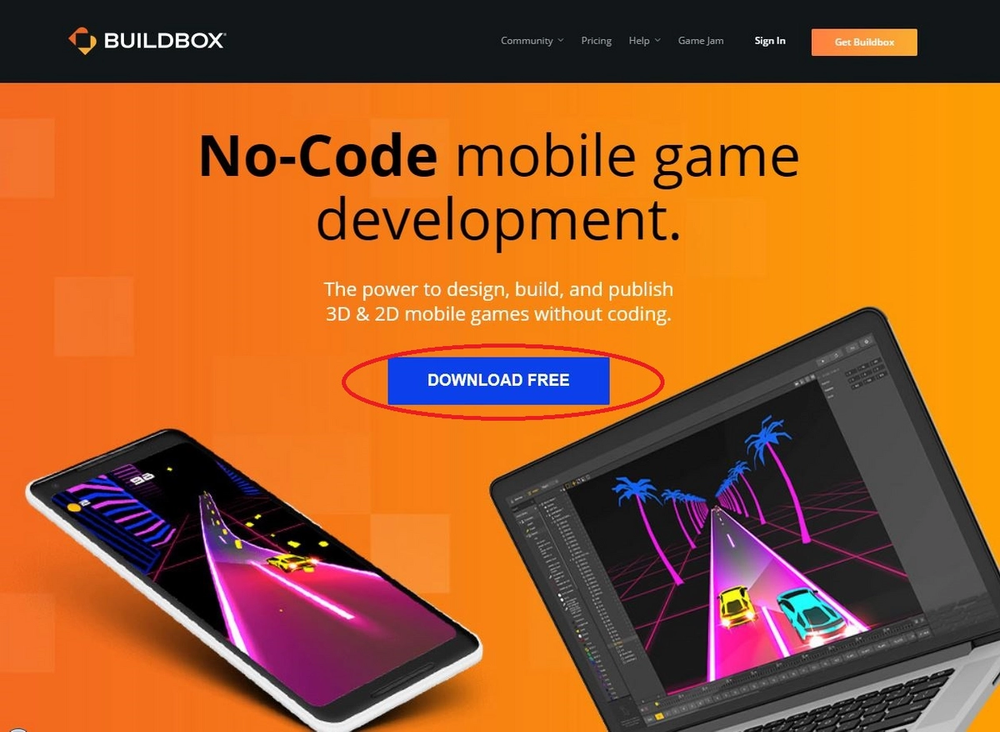 BUILDBOX
Community Pricing Help Game Jam Sign In Get Buildbox
No-Code mobile game
development.
The power to design, build, and publish
3D & 2D mobile games without coding.
DOWNLOAD FREE